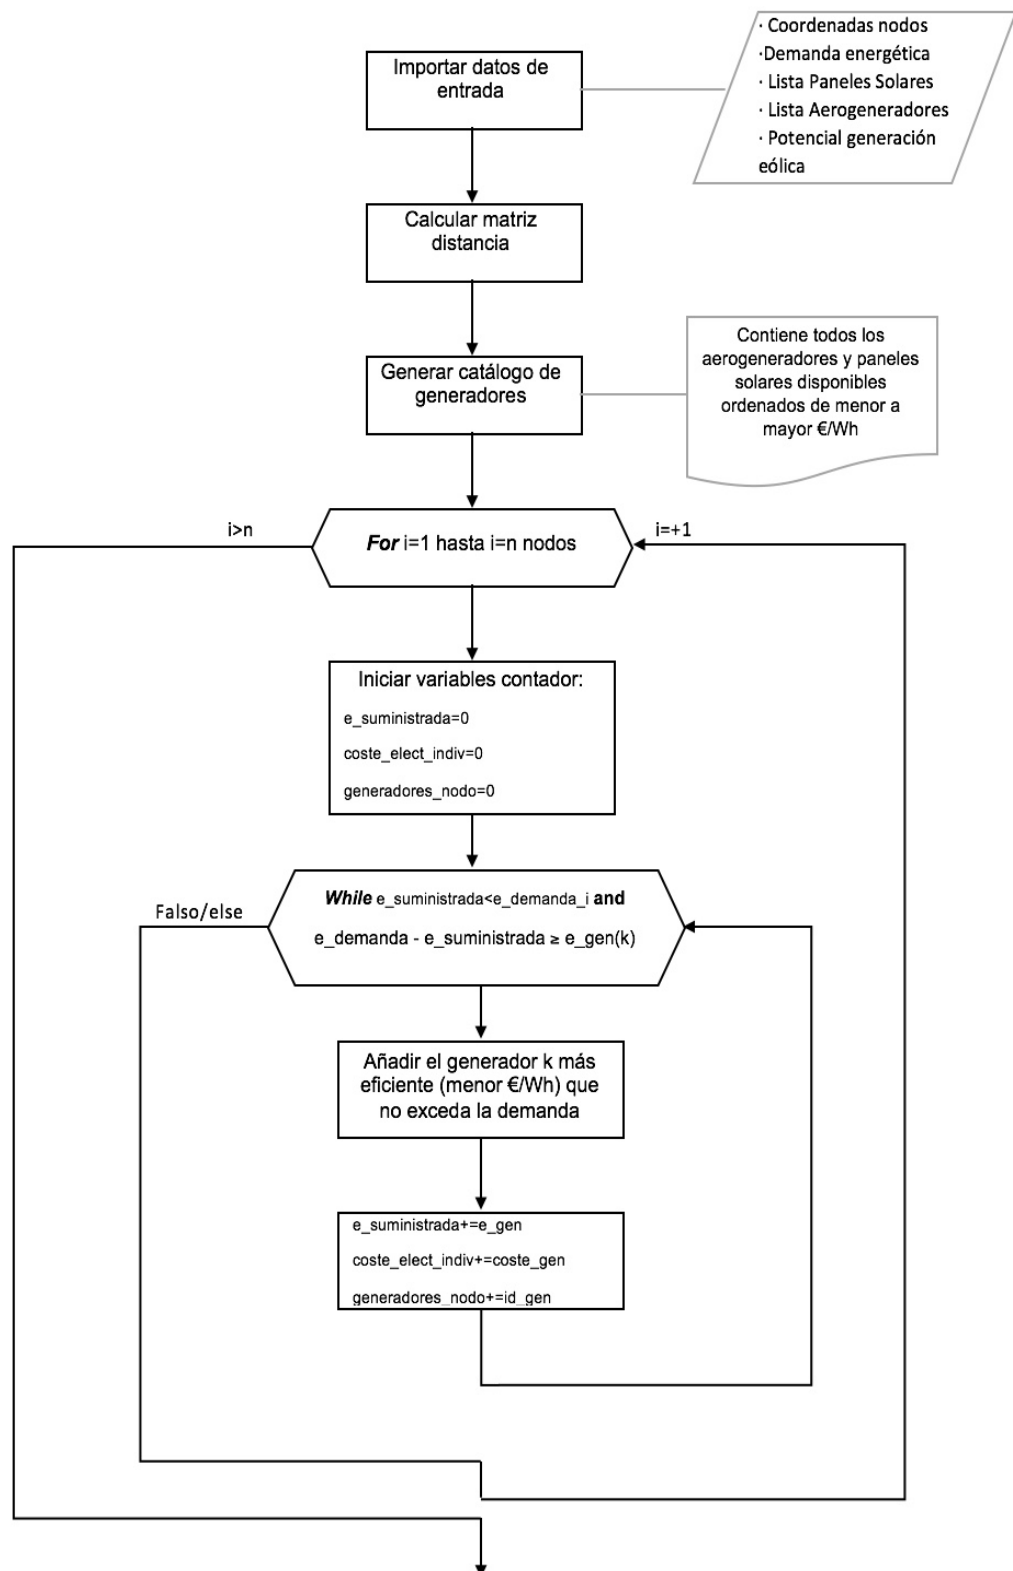 Importar datos de
entrada
· Coordenadas nodos
·Demanda energética
· Lista Paneles Solares
· Lista Aerogeneradores
· Potencial generación
eólica
Calcular matriz
distancia
Generar catálogo de
generadores
Contiene todos los
aerogeneradores y paneles
solares disponibles
ordenados de menor a
mayor €/Wh
i>n
For i=1 hasta i=n nodos
i=+1
Iniciar variables contador:
e_suministrada=0
coste_elect_indiv=0
generadores_nodo=0
Falso/else
While e_suministrada<e_demanda_i and
e_demanda - e_suministrada ≥ e_gen(k)
Añadir el generador k más
eficiente (menor €/Wh) que
no exceda la demanda
e_suministrada+=e_gen
coste_elect_indiv+=coste_gen
generadores_nodo+=id_gen